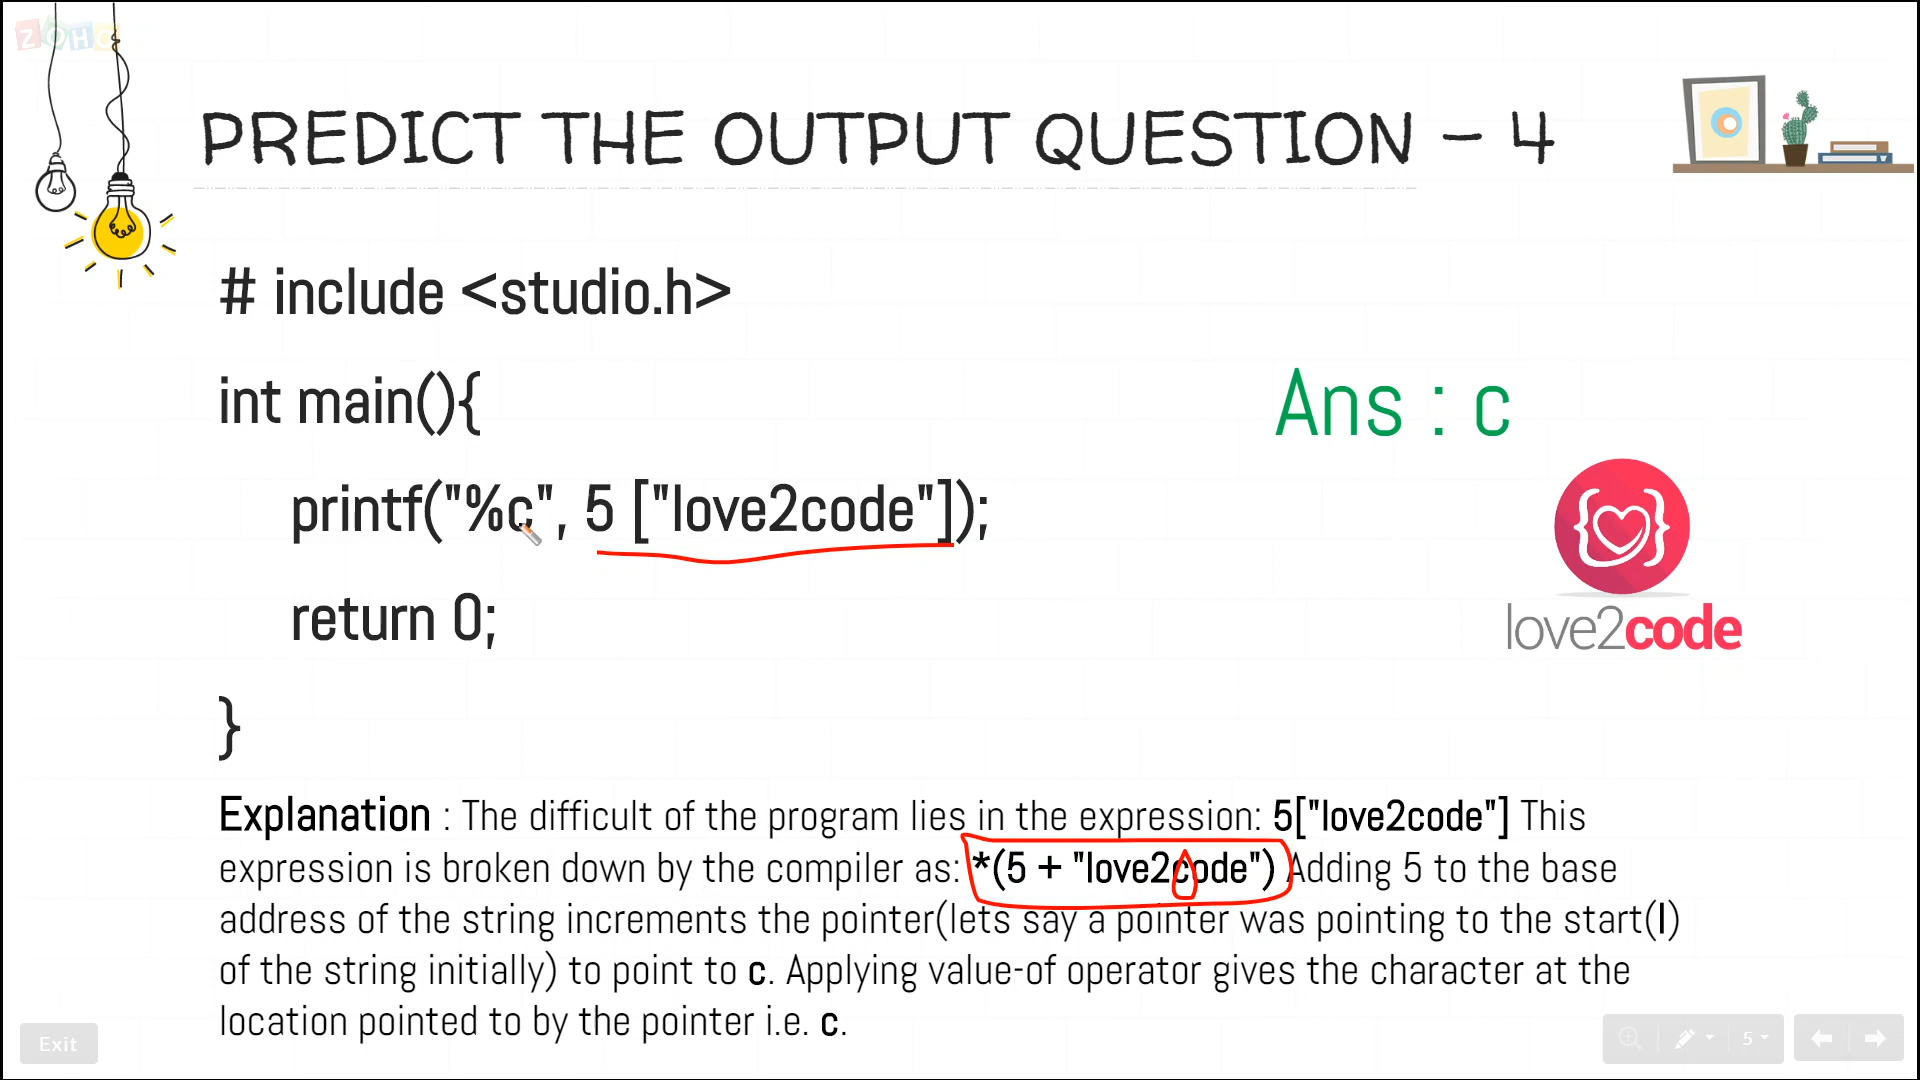 ZOHO
PREDICT THE OUTPUT QUESTION – 4
# include <studio.h>
int main(){
Ans : c
printf("%c", 5 ["love2code"]);
return 0;
love2code
}
Explanation : The difficult of the program lies in the expression: 5["love2code"] This
expression is broken down by the compiler as: *(5 + "love2code") Adding 5 to the base
address of the string increments the pointer(lets say a pointer was pointing to the start(l)
of the string initially) to point to c. Applying value-of operator gives the character at the
location pointed to by the pointer i.e. c.
Exit
5